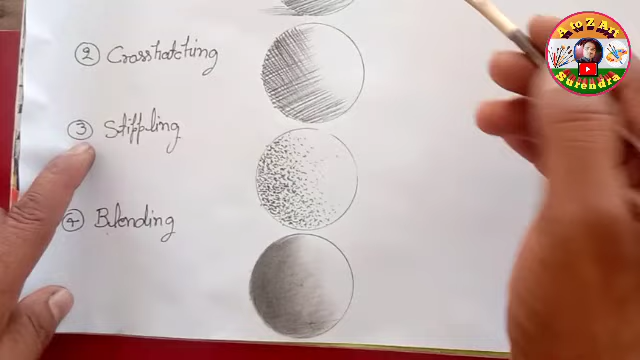 ② Crosshatching
③ Stippling
④ Blending
A to Z Art
Surendra